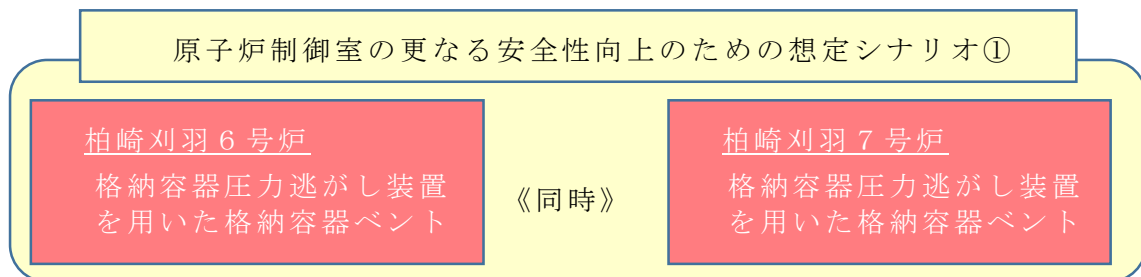 原子炉制御室の更なる安全性向上のための想定シナリオ①
柏崎刈羽６号炉
格納容器圧力逃がし装置
を用いた格納容器ベント
《同時》
柏崎刈羽７号炉
格納容器圧力逃がし装置
を用いた格納容器ベント